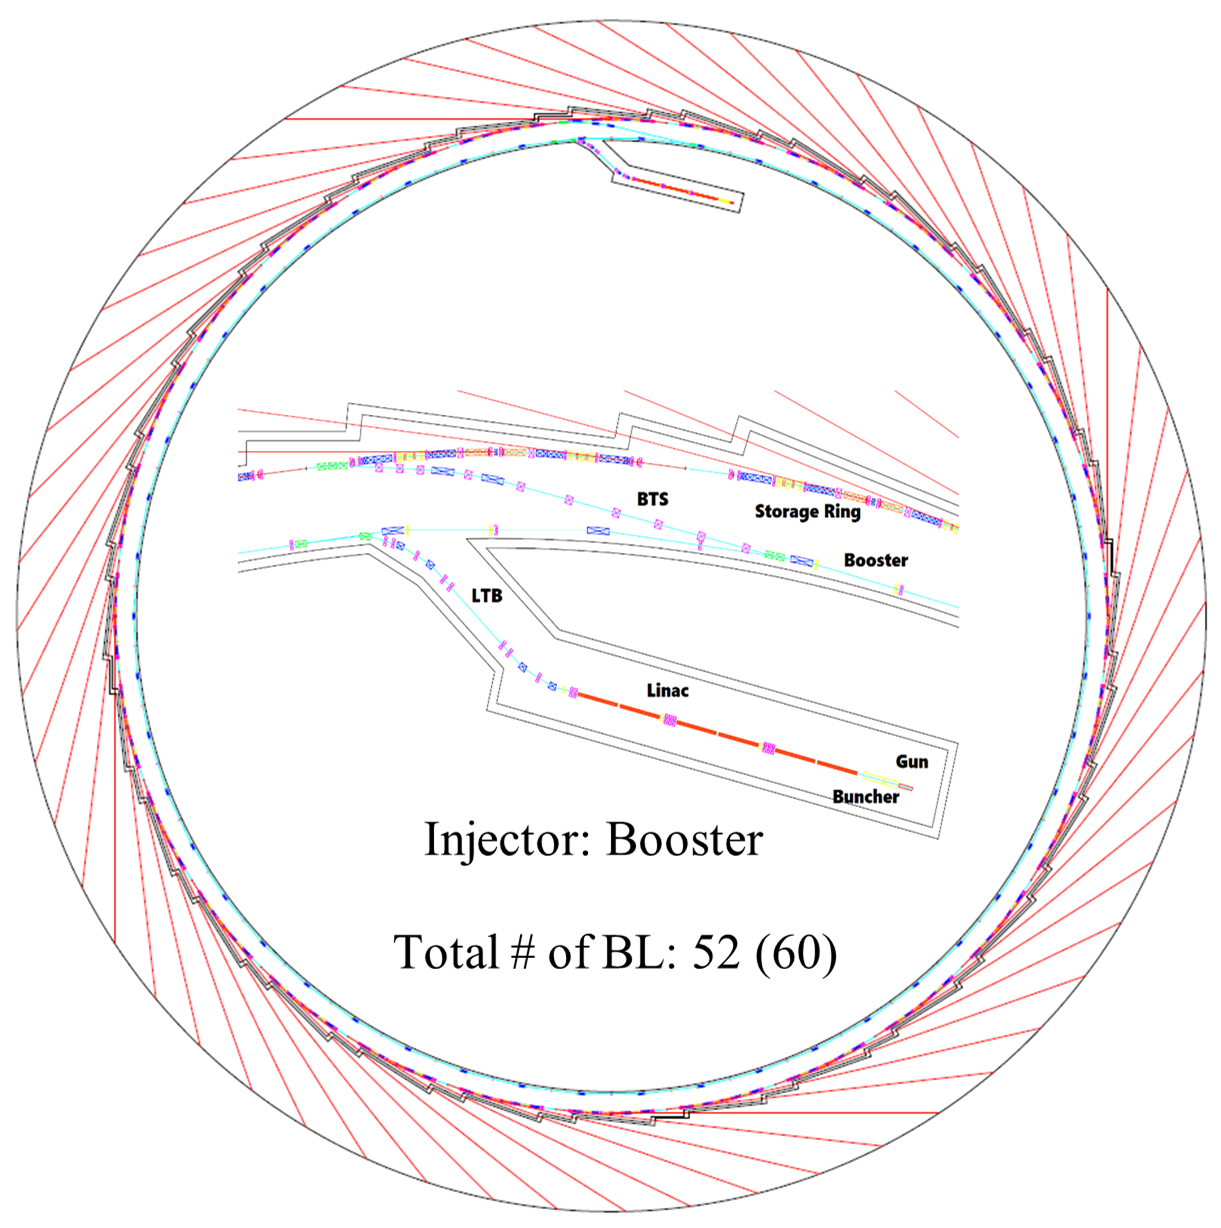 BTS
Storage Ring
Booster
LTB
Linac
Gun
Buncher
Injector: Booster
Total # of BL: 52 (60)